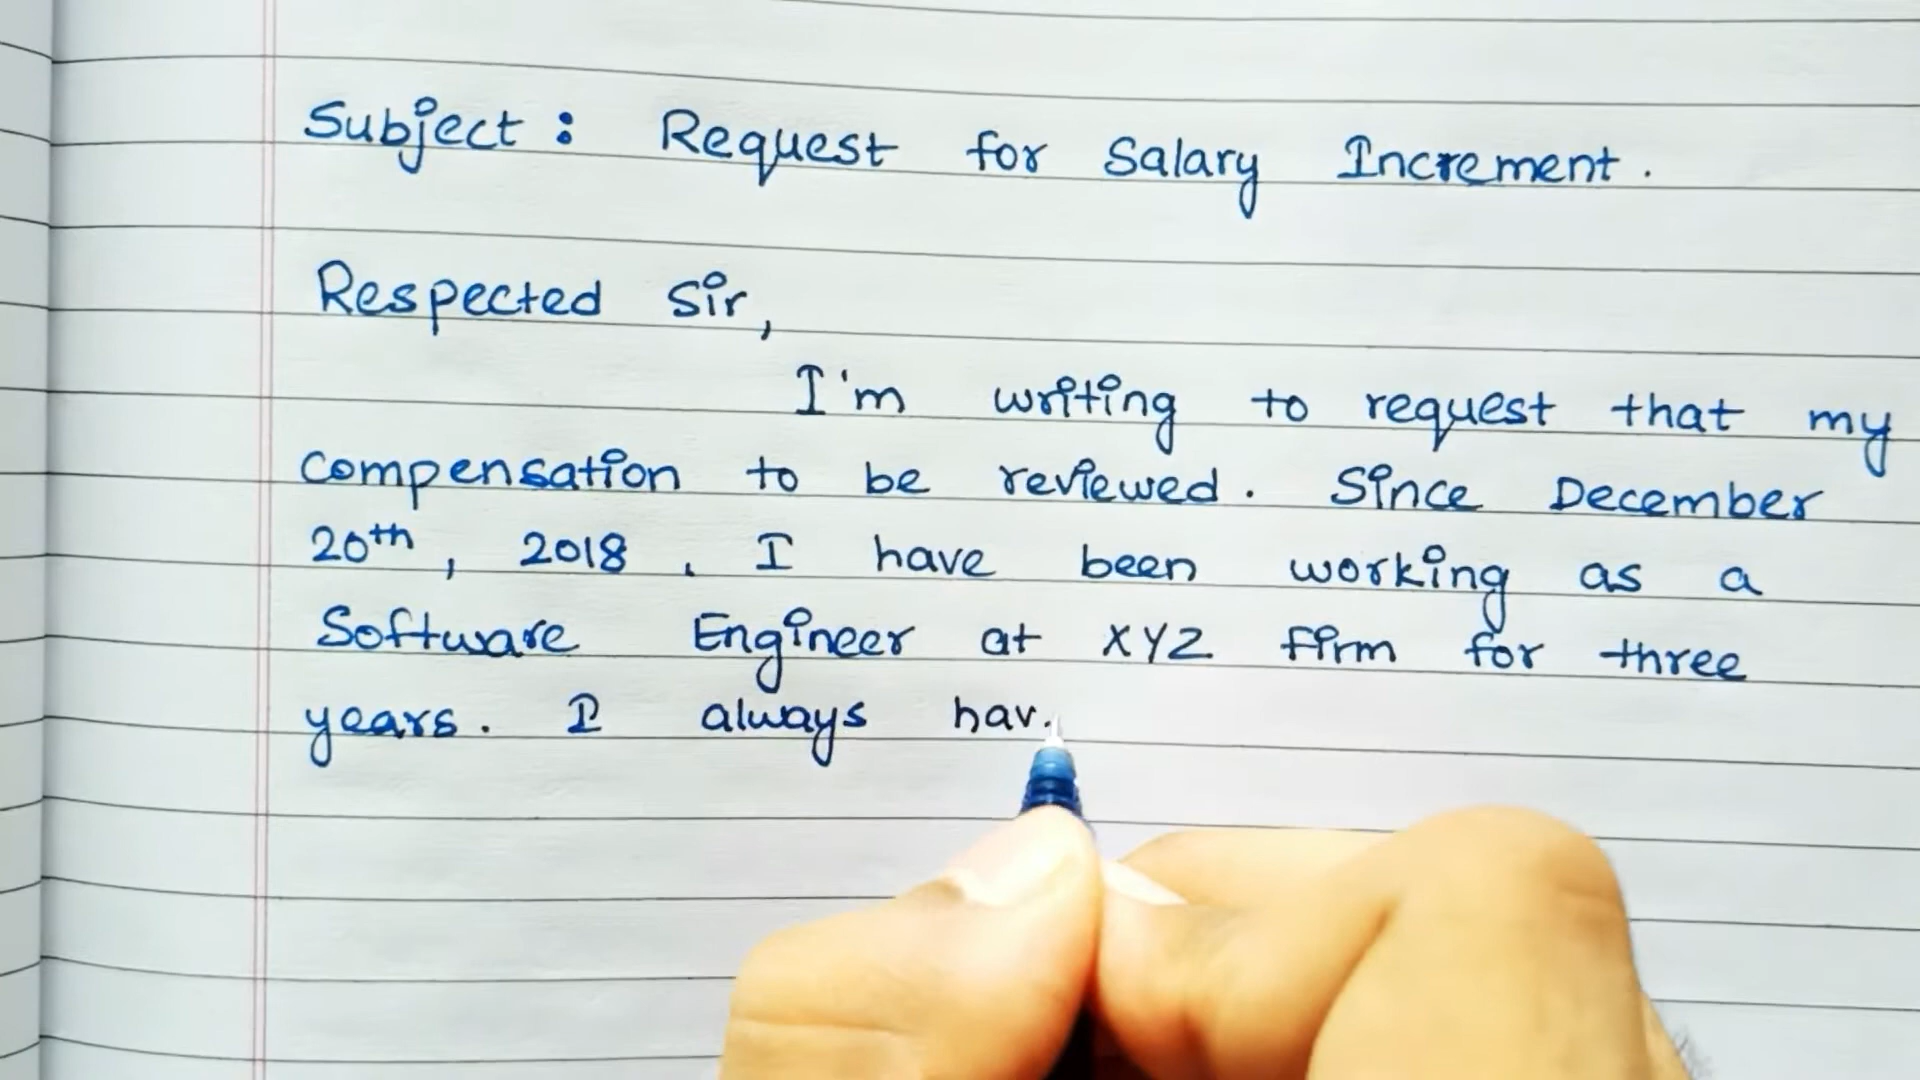 Subject : Request for Salary Increment.
Respected Sir,
I'm writing to request that my
compensation to be reviewed. Since December
20th, 2018, I have been working as a
Software Engineer at XYZ firm for three
years. I always hav